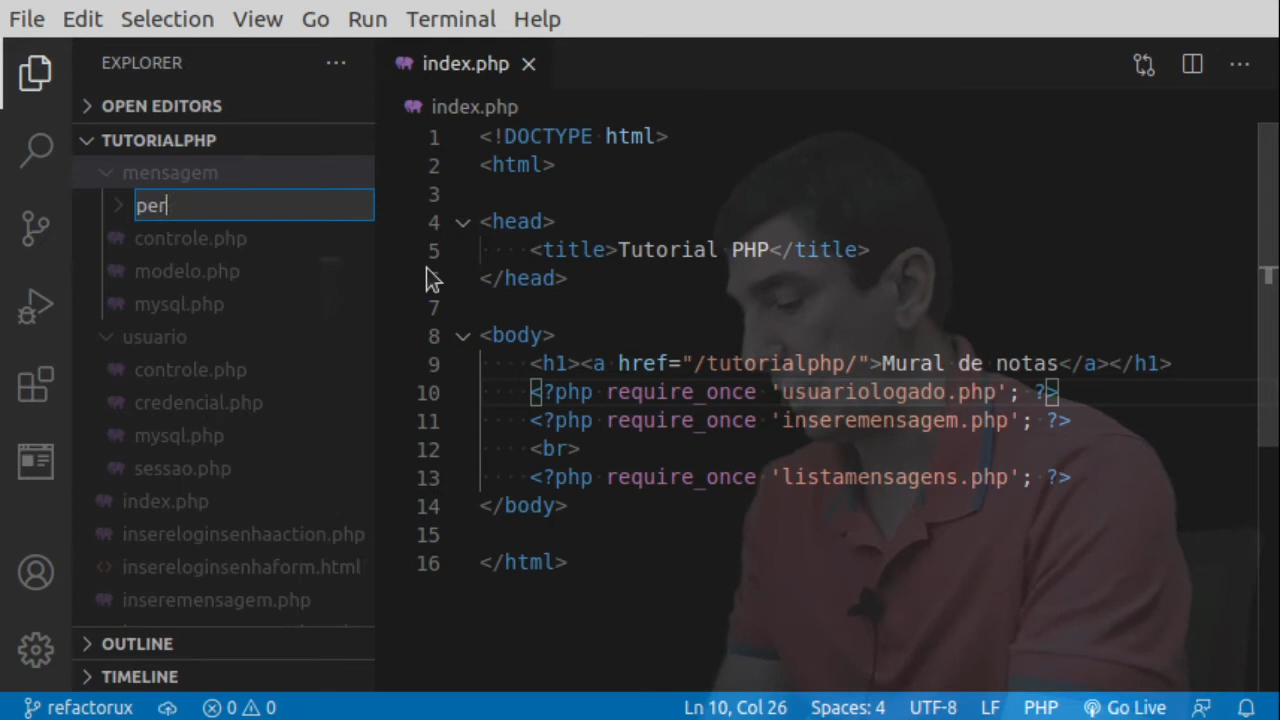 File Edit Selection View Go Run Terminal Help
EXPLORER ···
index.php
OPEN EDITORS
TUTORIALPHP
mensagem
per
controle.php
modelo.php
mysql.php
usuario
controle.php
credencial.php
mysql.php
sessao.php
index.php
insereloginsenhaaction.php
insereloginsenhaform.html
inseremensagem.php
OUTLINE
TIMELINE
index.php
1 <!DOCTYPE html>
2 <html>
3
4 <head>
5 <title>Tutorial PHP</title>
</head>
7
8 <body>
9 <h1><a href="/tutorialphp/">Mural de notas</a></h1>
10 <?php require_once 'usuariologado.php'; ?>
11 <?php require_once 'inseremensagem.php'; ?>
12 <br>
13 <?php require_once 'listamensagens.php'; ?>
14 </body>
15
16 </html>
refactorux 0 0 Ln 10, Col 26 Spaces: 4 UTF-8 LF PHP Go Live